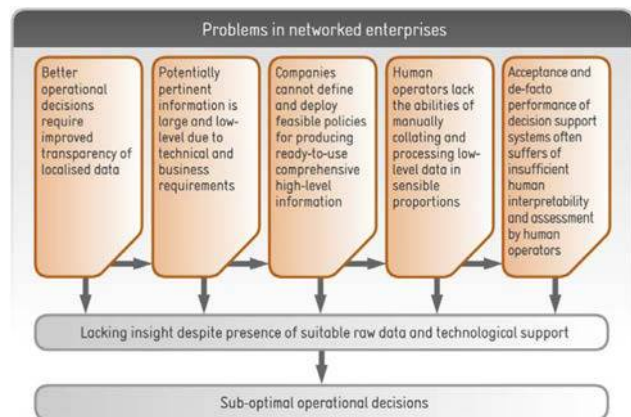 Problems in networked enterprises
Better
operational
decisions
require
improved
transparency of
localised data
Potentially
pertinent
information is
large and low-
level due to
technical and
business
requirements
Companies
cannot define
and deploy
feasible policies
for producing
ready-to-use
comprehensive
high-level
information
Human
operators lack
the abilities of
manually
collating and
processing low-
level data in
sensible
proportions
Acceptance and
de-facto
performance of
decision support
systems often
suffers of
insufficient
human
interpretability
and assessment
by human
operators
Lacking insight despite presence of suitable raw data and technological support
Sub-optimal operational decisions